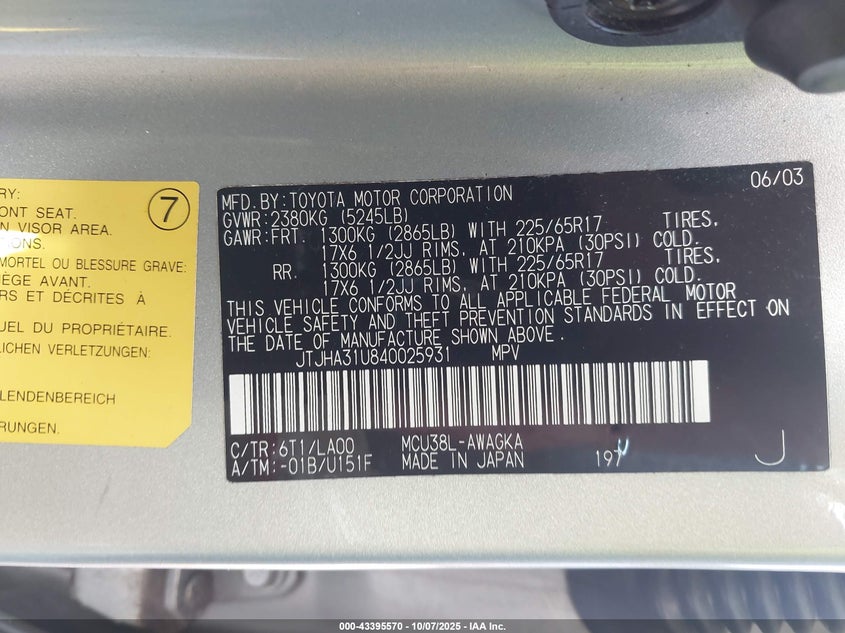 RY:
ONT SEAT.
N VISOR AREA.
ONS.
MORTEL OU BLESSURE GRAVE:
IÈGE AVANT.
RS ET DÉCRITES À
UEL DU PROPRIÉTAIRE.
LICHEN VERLETZUNGEN:
LENDENBEREICH
RUNGEN.
7
06/03
MFD. BY: TOYOTA MOTOR CORPORATION
GVWR: 2380KG (5245LB)
GAWR: FRT. 1300KG (2865LB) WITH 225/65R17 TIRES,
17X6 1/2JJ RIMS, AT 210KPA (30PSI) COLD.
RR. 1300KG (2865LB) WITH 225/65R17 TIRES,
17X6 1/2JJ RIMS, AT 210KPA (30PSI) COLD.
THIS VEHICLE CONFORMS TO ALL APPLICABLE FEDERAL MOTOR
VEHICLE SAFETY AND THEFT PREVENTION STANDARDS IN EFFECT ON
THE DATE OF MANUFACTURE SHOWN ABOVE.
JTJHA31U840025931 MPV
C/TR: 6T1/LA00 MCU38L-AWAGKA
A/TM: -01B/U151F MADE IN JAPAN 197 J
000-43395570 - 10/07/2025 - IAA Inc.